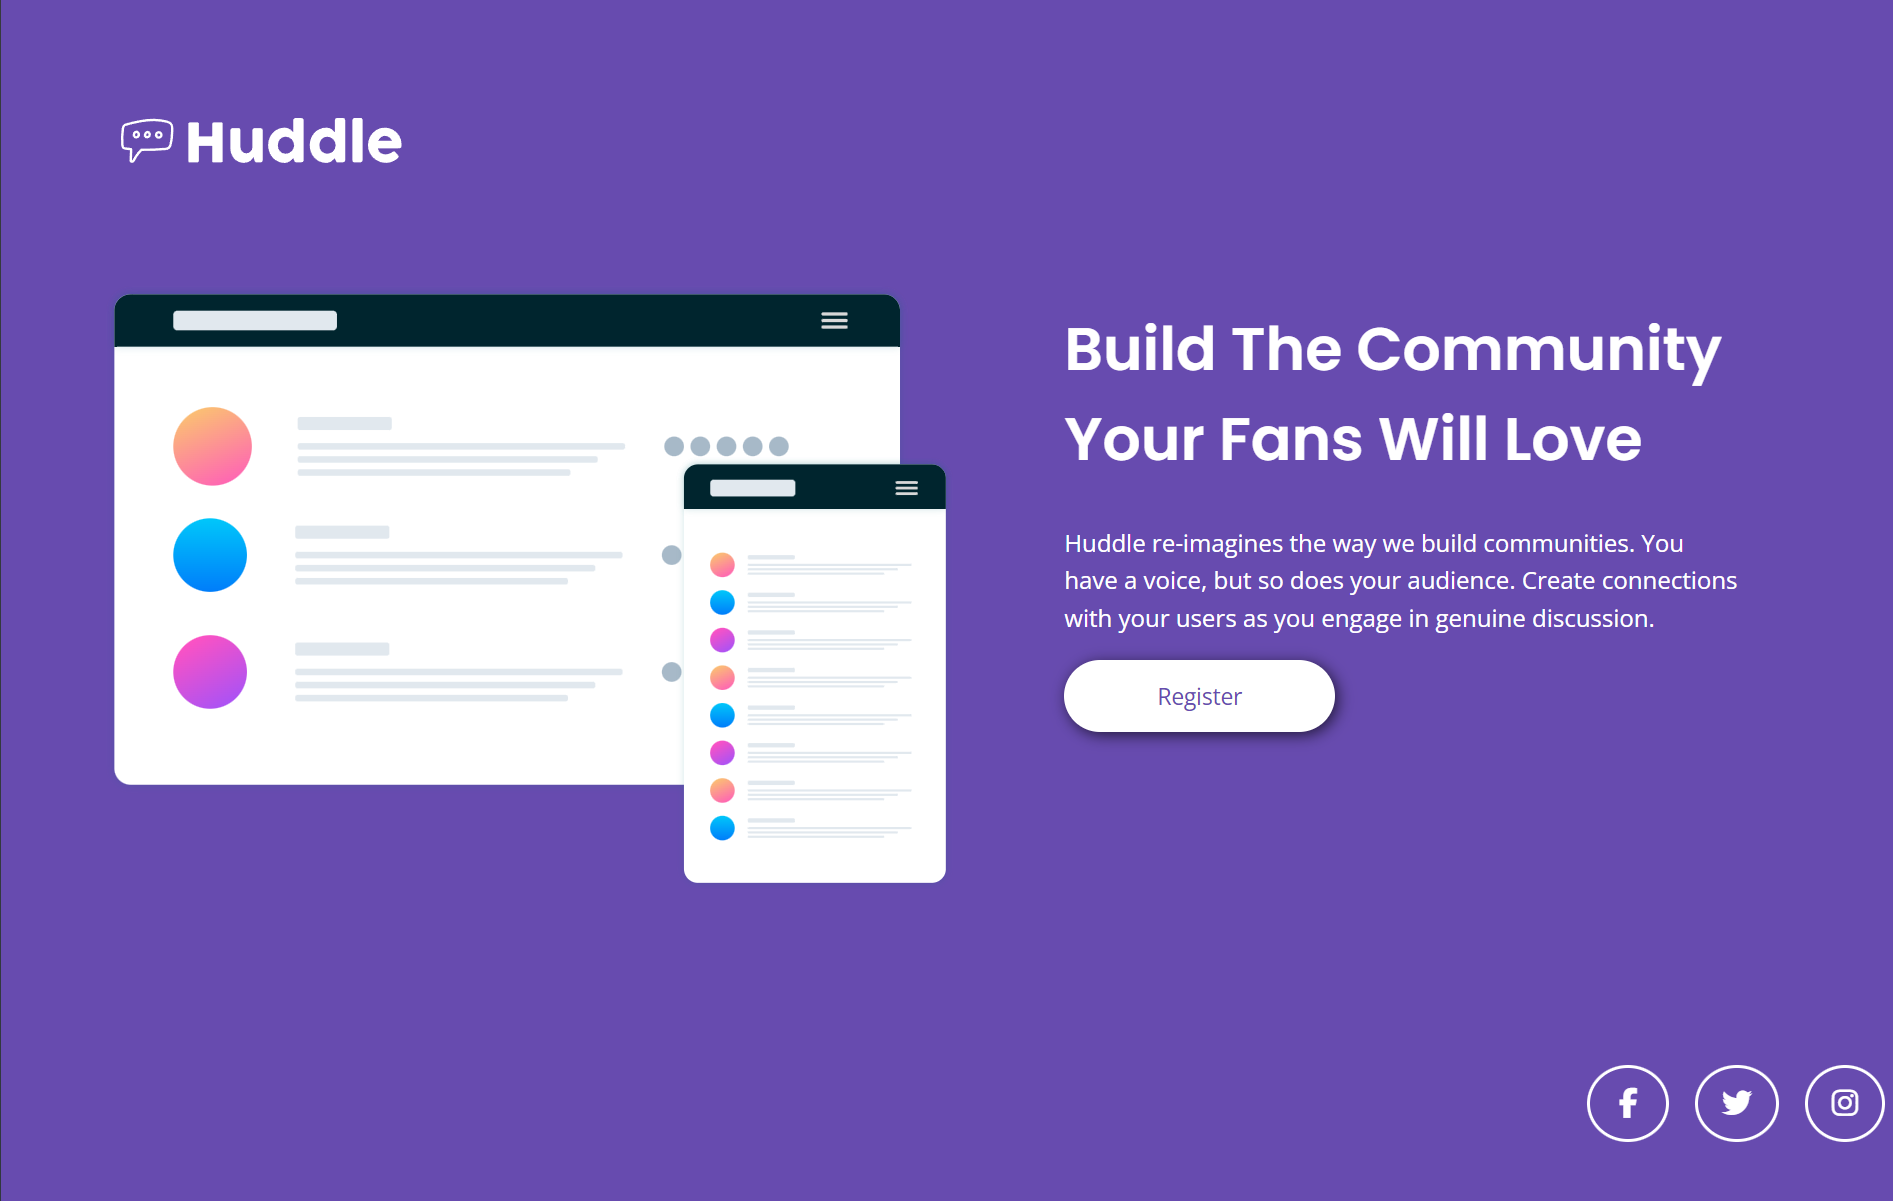 Huddle
Build The Community
Your Fans Will Love
Huddle re-imagines the way we build communities. You
have a voice, but so does your audience. Create connections
with your users as you engage in genuine discussion.
Register